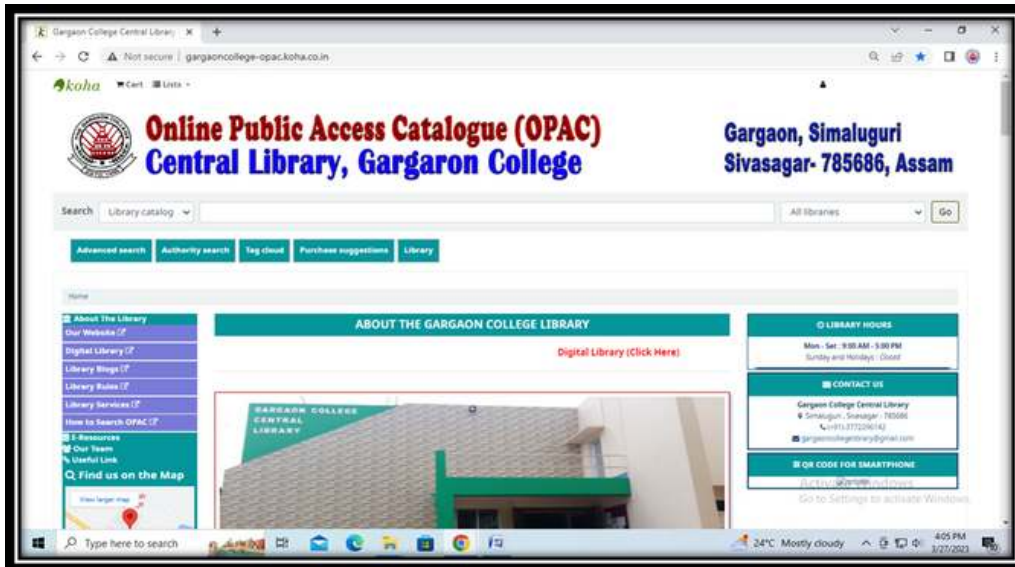 Gargaon College Central Library
Not secure | gargaoncollege-opac.koha.co.in
koha Cart Lists
Online Public Access Catalogue (OPAC)
Central Library, Gargaron College
Gargaon, Simaluguri
Sivasagar- 785686, Assam
Search Library catalog All libraries Go
Advanced search Authority search Tag cloud Purchase suggestions Library
Home
About The Library
Our Website
Digital Library
Library Blogs
Library Rules
Library Services
How to Search OPAC
E-Resources
Our Team
Useful Link
Find us on the Map
View larger map
ABOUT THE GARGAON COLLEGE LIBRARY
Digital Library (Click Here)
GARGAON COLLEGE
CENTRAL
LIBRARY
LIBRARY HOURS
Mon - Sat : 9:00 AM - 5:00 PM
Sunday and Holidays : Closed
CONTACT US
Gargaon College Central Library
QR CODE FOR SMARTPHONE
Activate Windows
Go to Settings to activate Windows.
Type here to search
24°C Mostly cloudy
4:05 PM
3/27/2023